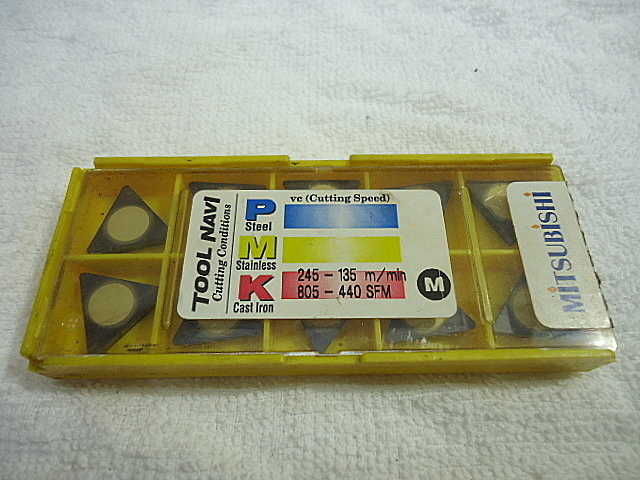 TOOL NAVI
Cutting Conditions
vc (Cutting Speed)
P
Steel
M
Stainless
K
Cast Iron
245 - 135 m/min
805 - 440 SFM
M
MITSUBISHI